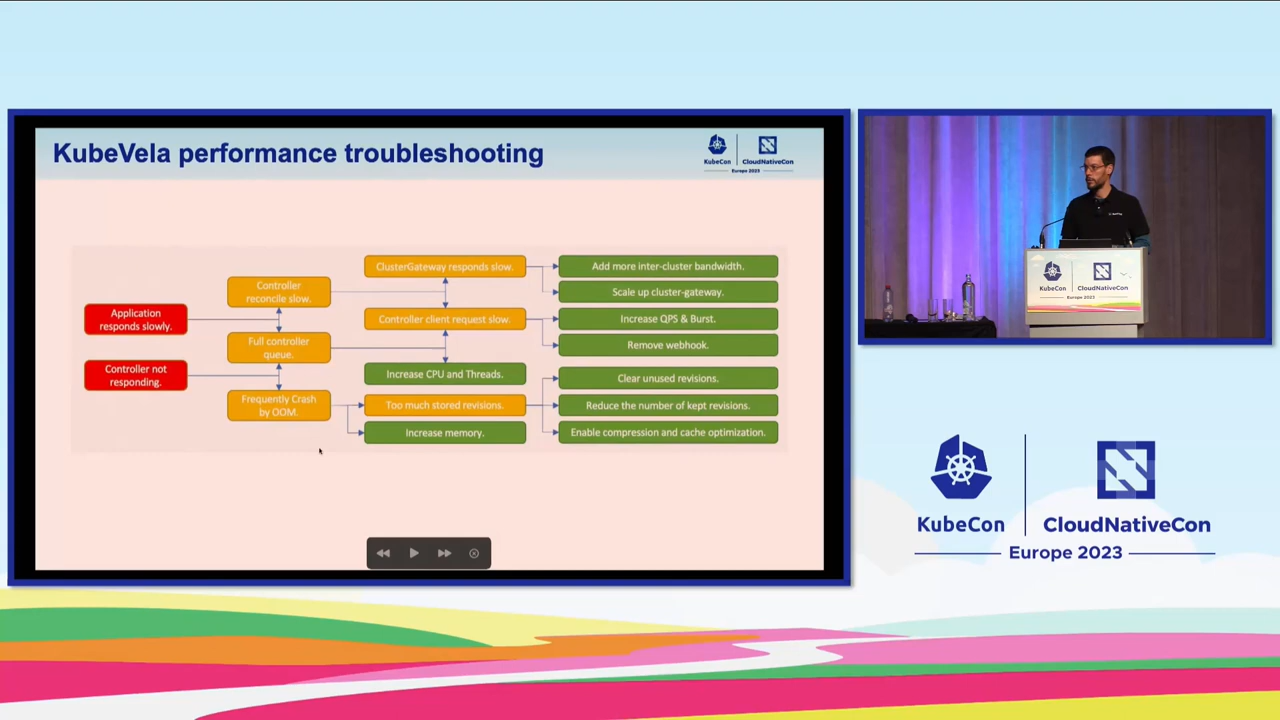 KubeVela performance troubleshooting
KubeCon
CloudNativeCon
Europe 2023
Application
responds slowly.
Controller not
responding.
Controller
reconcile slow.
Full controller
queue.
Frequently Crash
by OOM.
ClusterGateway responds slow.
Controller client request slow.
Increase CPU and Threads.
Too much stored revisions.
Increase memory.
Add more inter-cluster bandwidth.
Scale up cluster-gateway.
Increase QPS & Burst.
Remove webhook.
Clear unused revisions.
Reduce the number of kept revisions.
Enable compression and cache optimization.
KubeCon
CloudNativeCon
Europe 2023
KubeCon
CloudNativeCon
Europe 2023